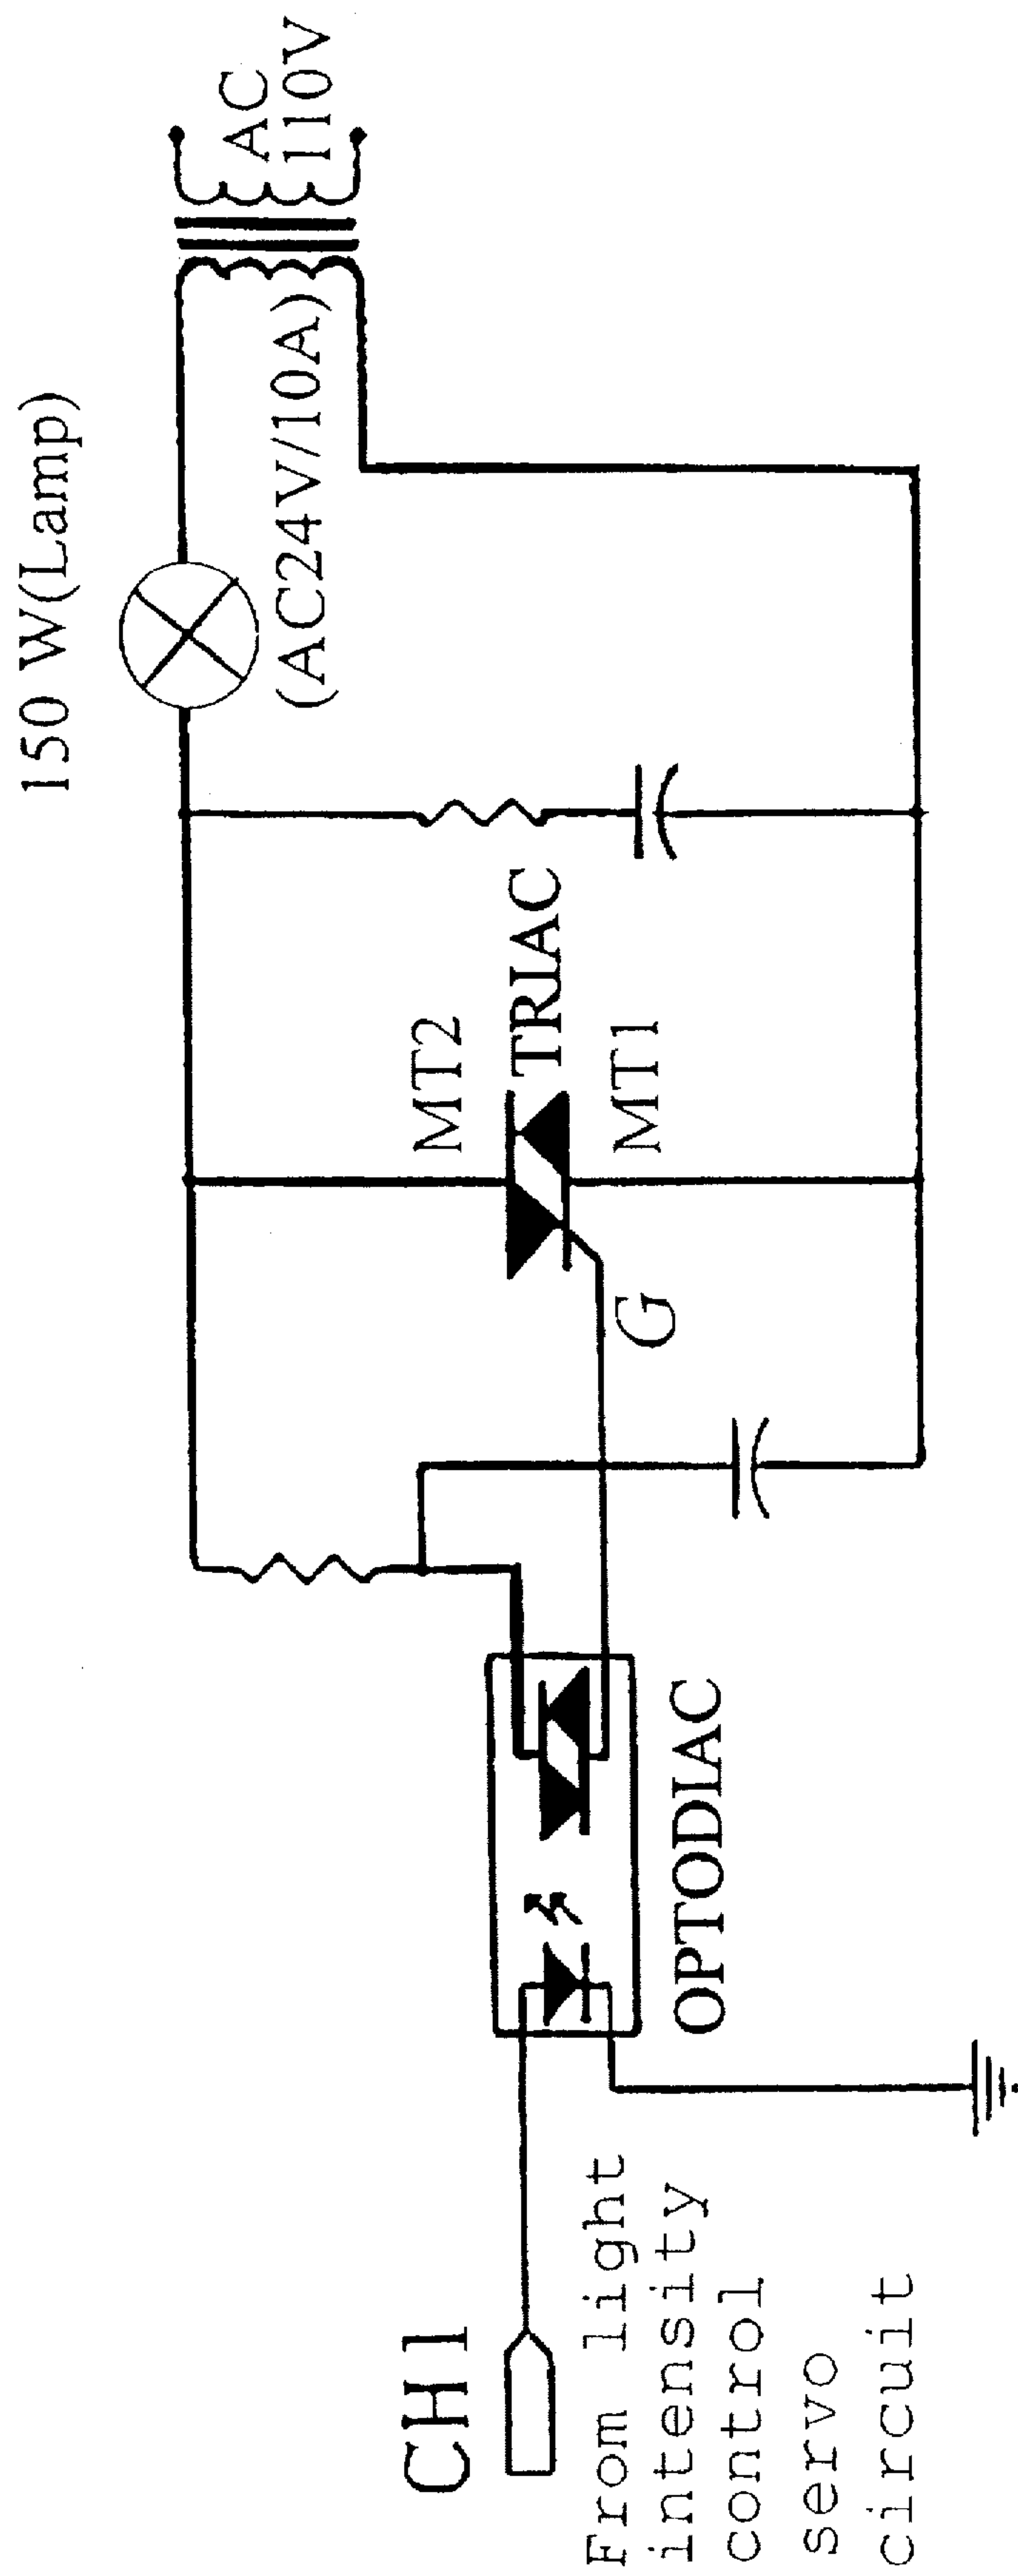 150 W(Lamp)
AC
110V
(AC24V/10A)
MT2
TRIAC
MT1
G
CH1
OPTODIAC
From light
intensity
control
servo
circuit